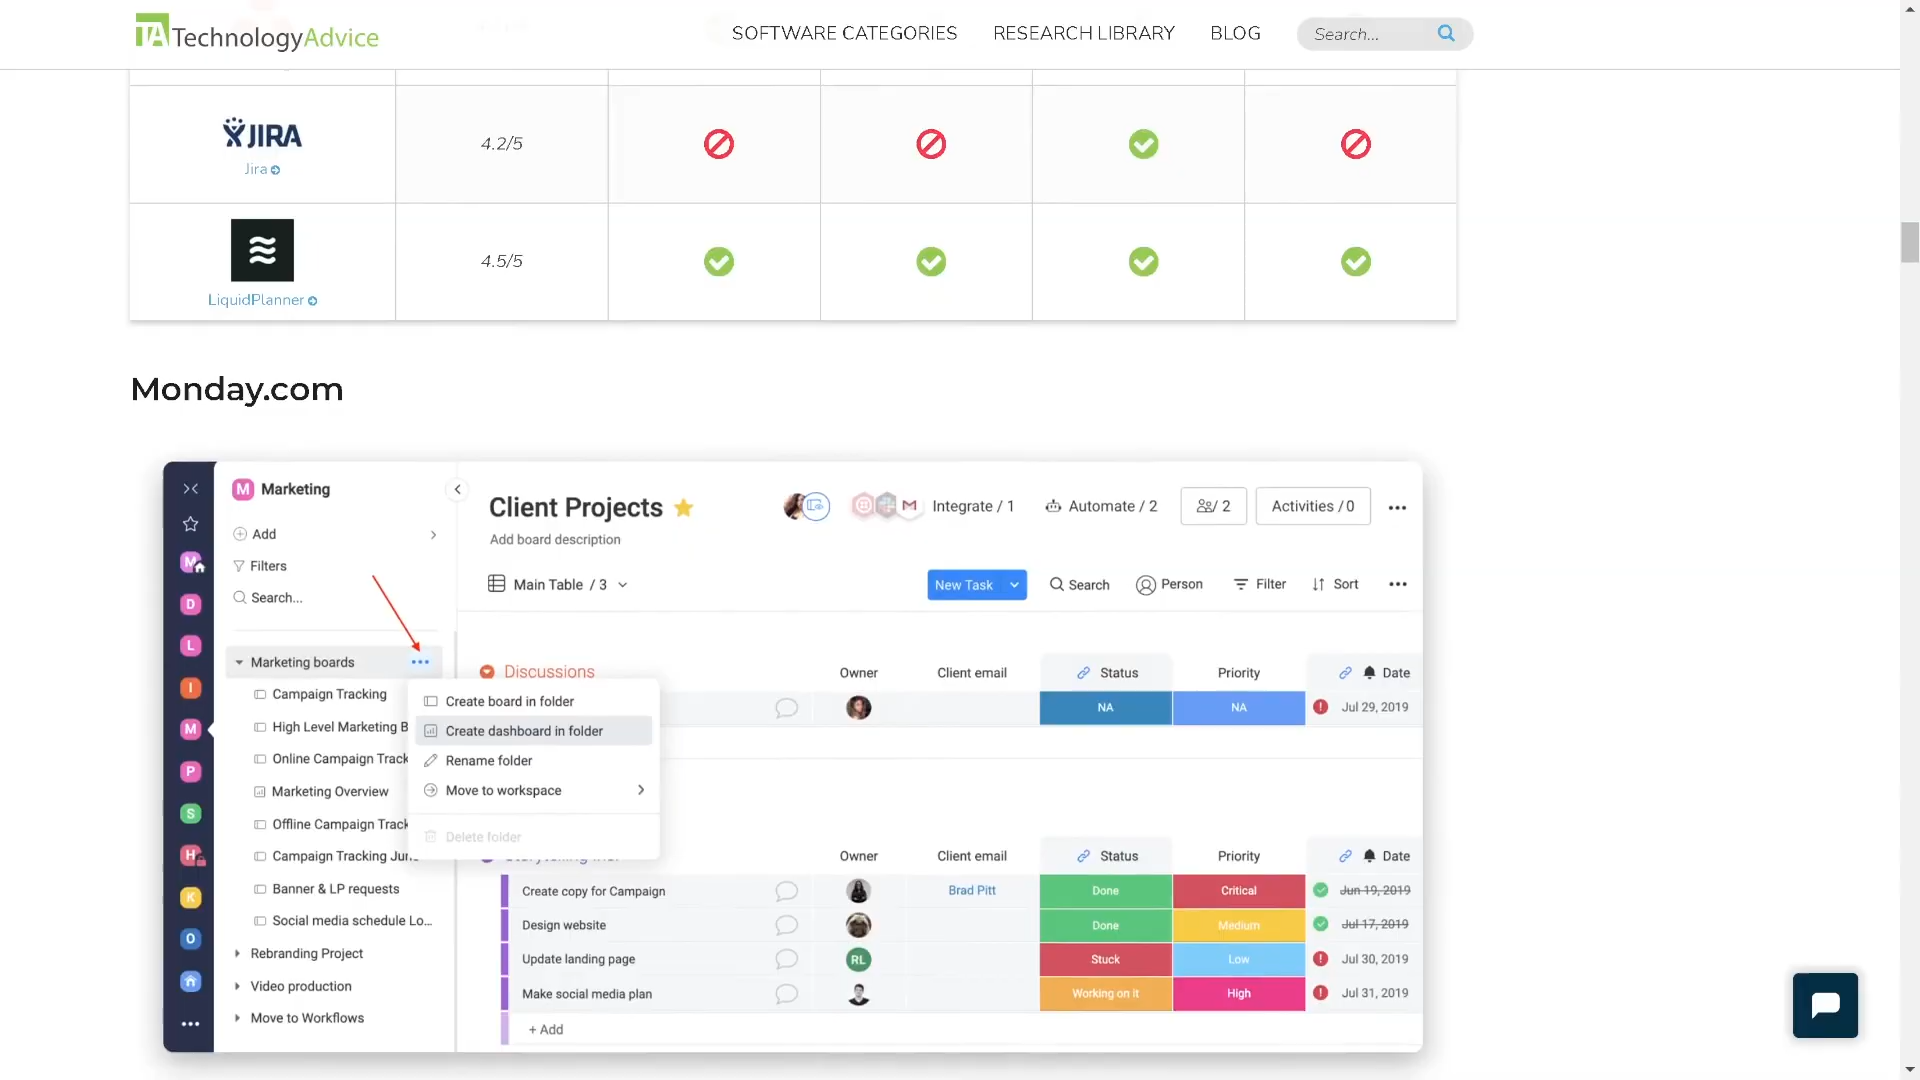 TA TechnologyAdvice
SOFTWARE CATEGORIES
RESEARCH LIBRARY
BLOG
Search...
JIRA
Jira
4.2/5
LiquidPlanner
4.5/5
Monday.com
M Marketing
Add
Filters
Search...
Marketing boards
Campaign Tracking
High Level Marketing B
Online Campaign Track
Marketing Overview
Offline Campaign Track
Campaign Tracking June
Banner & LP requests
Social media schedule Lo...
Rebranding Project
Video production
Move to Workflows
M
D
L
I
M
P
S
H
K
O
Create board in folder
Create dashboard in folder
Rename folder
Move to workspace
Delete folder
Client Projects
Add board description
Integrate / 1
Automate / 2
/ 2
Activities / 0
Main Table / 3
New Task
Search
Person
Filter
Sort
Discussions
Owner
Client email
Status
Priority
Date
NA
NA
Jul 29, 2019
Owner
Client email
Status
Priority
Date
Create copy for Campaign
Brad Pitt
Done
Critical
Jun 19, 2019
Design website
Done
Medium
Jul 17, 2019
Update landing page
RL
Stuck
Low
Jul 30, 2019
Make social media plan
Working on it
High
Jul 31, 2019
+ Add